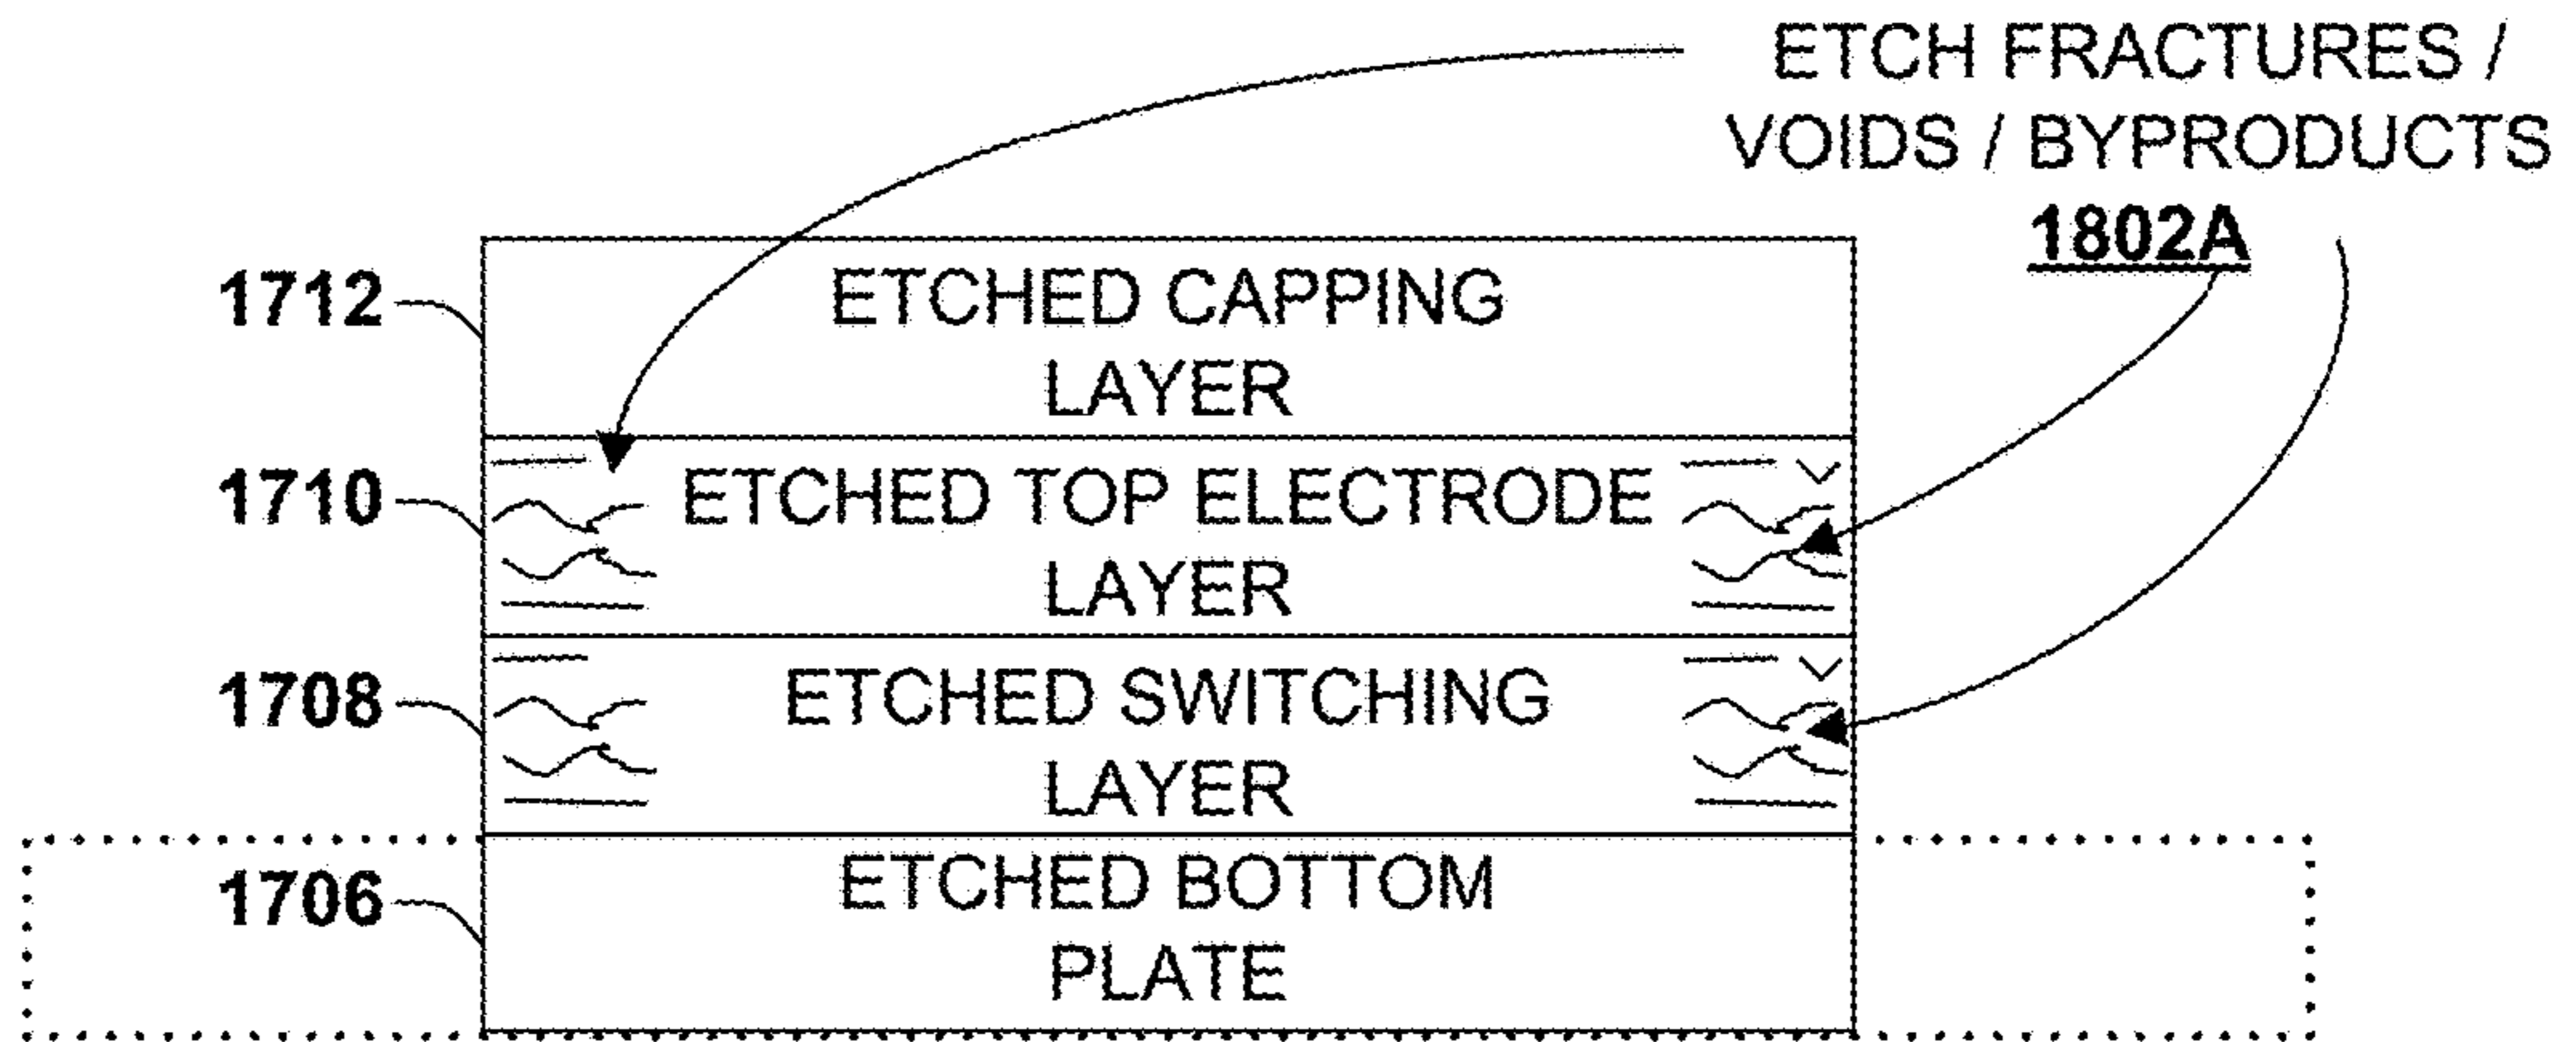 ETCH FRACTURES /
VOIDS / BYPRODUCTS
1802A
1712
ETCHED CAPPING
LAYER
1710
ETCHED TOP ELECTRODE
LAYER
1708
ETCHED SWITCHING
LAYER
1706
ETCHED BOTTOM
PLATE